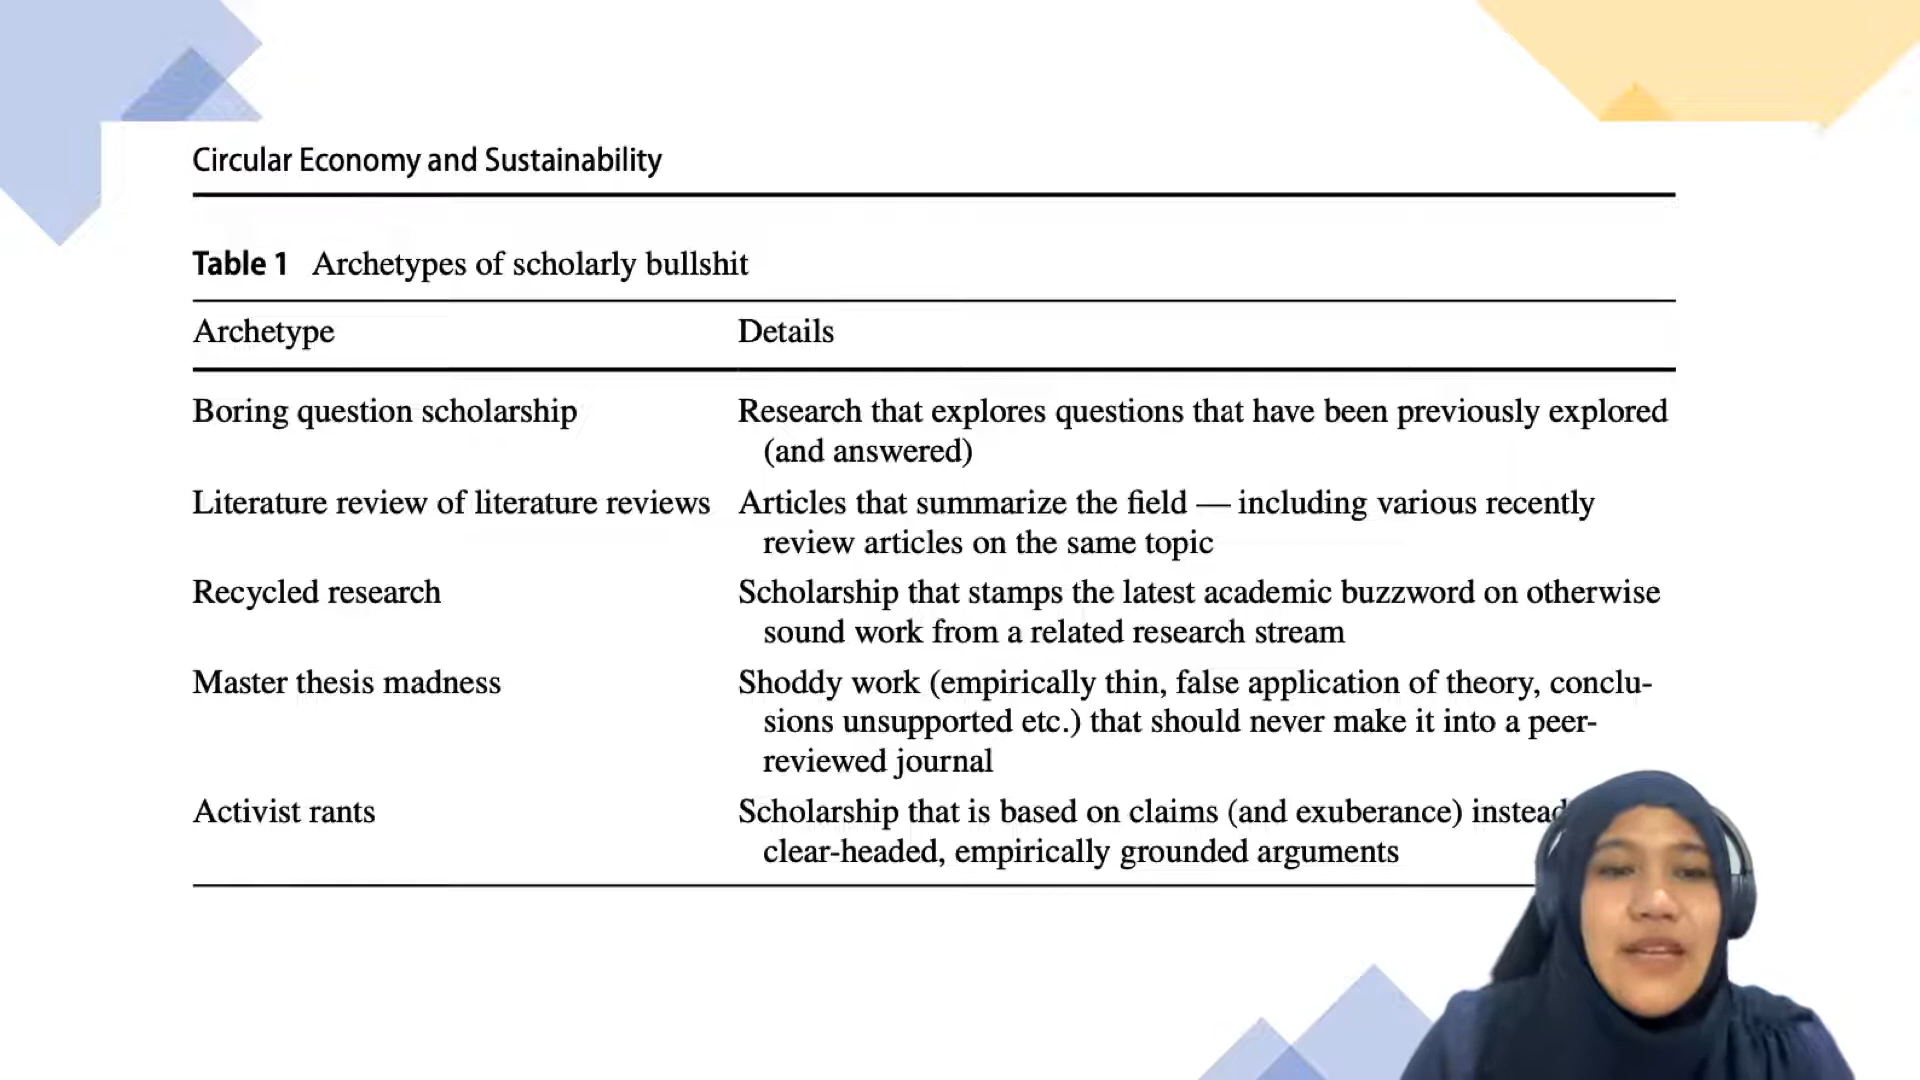 Circular Economy and Sustainability
Table 1 Archetypes of scholarly bullshit
Archetype Details
Boring question scholarship Research that explores questions that have been previously explored
(and answered)
Literature review of literature reviews Articles that summarize the field — including various recently
review articles on the same topic
Recycled research Scholarship that stamps the latest academic buzzword on otherwise
sound work from a related research stream
Master thesis madness Shoddy work (empirically thin, false application of theory, conclu-
sions unsupported etc.) that should never make it into a peer-
reviewed journal
Activist rants Scholarship that is based on claims (and exuberance) instead
clear-headed, empirically grounded arguments